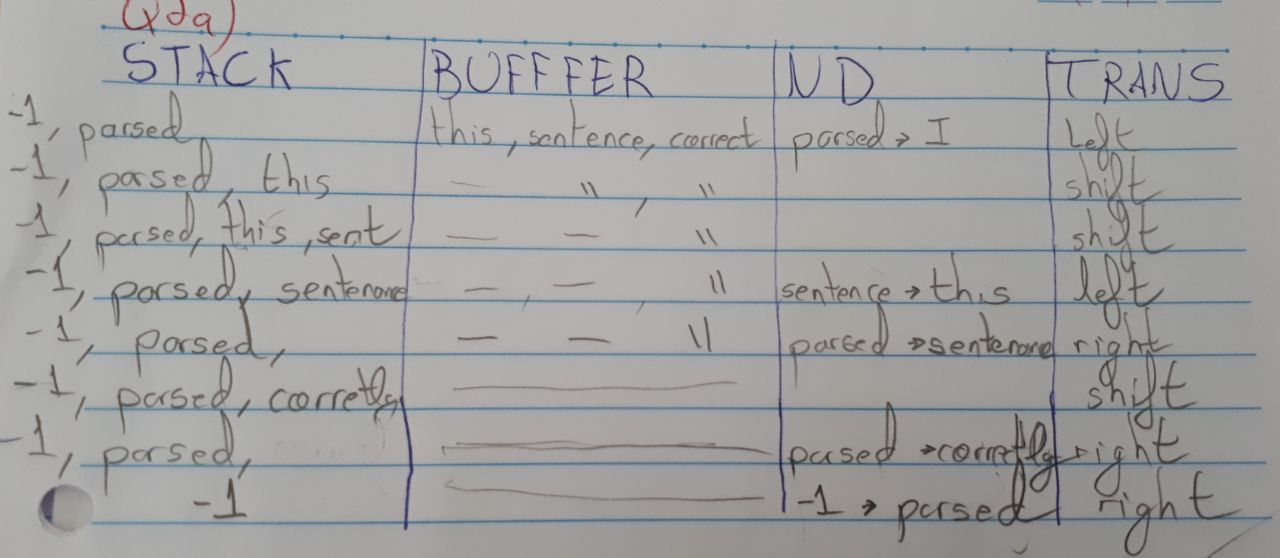 STACK BUFFFER ND TRANS
-1, parsed this, sentence, correct parsed → I Left
-1, parsed, this — " , " shift
-1, parsed, this, sent — — " shift
-1, parsed, sentence — , — , " sentence → this left
-1, parsed, — — " parsed → sentence right
-1, parsed, corretly shift
-1, parsed, parsed → corretly right
-1 -1 → parsed right